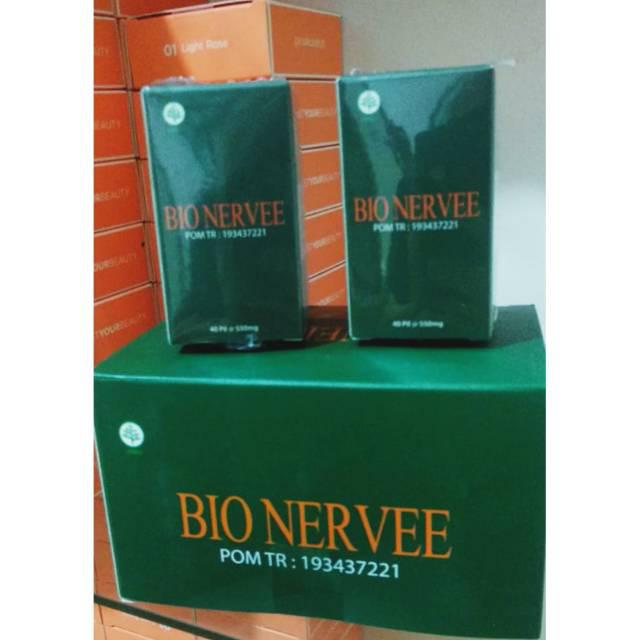 01 Light Rose
BEAUTY
YOURBEAUTY
YOURBEAUTY
BIO NERVEE
POM TR : 193437221
40 Pil @ 550mg
BIO NERVEE
POM TR : 193437221
40 Pil @ 550mg
BIO NERVEE
POM TR : 193437221